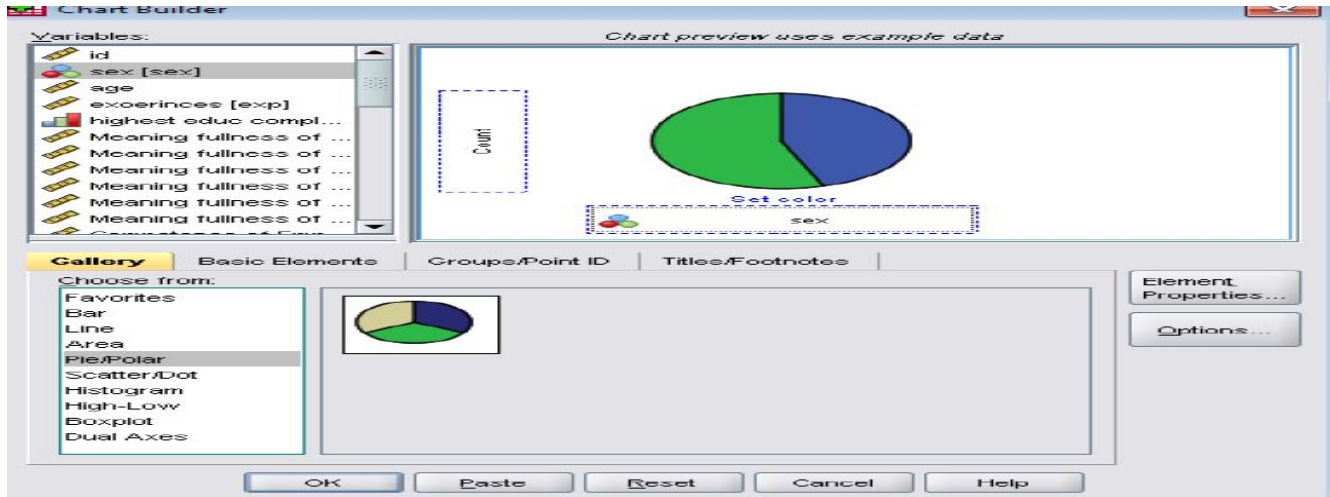 Chart Builder
Variables:
id
sex [sex]
age
exoerinces [exp]
highest educ compl...
Meaning fullness of ...
Meaning fullness of ...
Meaning fullness of ...
Meaning fullness of ...
Meaning fullness of ...
Meaning fullness of ...
Chart preview uses example data
Count
Set color
sex
Gallery
Basic Elements
Groups/Point ID
Titles/Footnotes
Choose from:
Favorites
Bar
Line
Area
Pie/Polar
Scatter/Dot
Histogram
High-Low
Boxplot
Dual Axes
Element
Properties...
Options...
OK
Paste
Reset
Cancel
Help